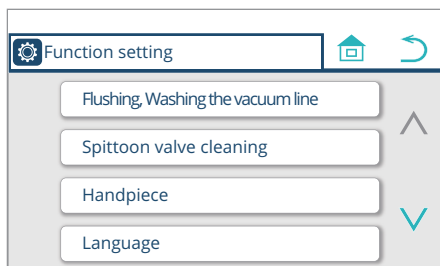 Function setting
Flushing, Washing the vacuum line
Spittoon valve cleaning
Handpiece
Language